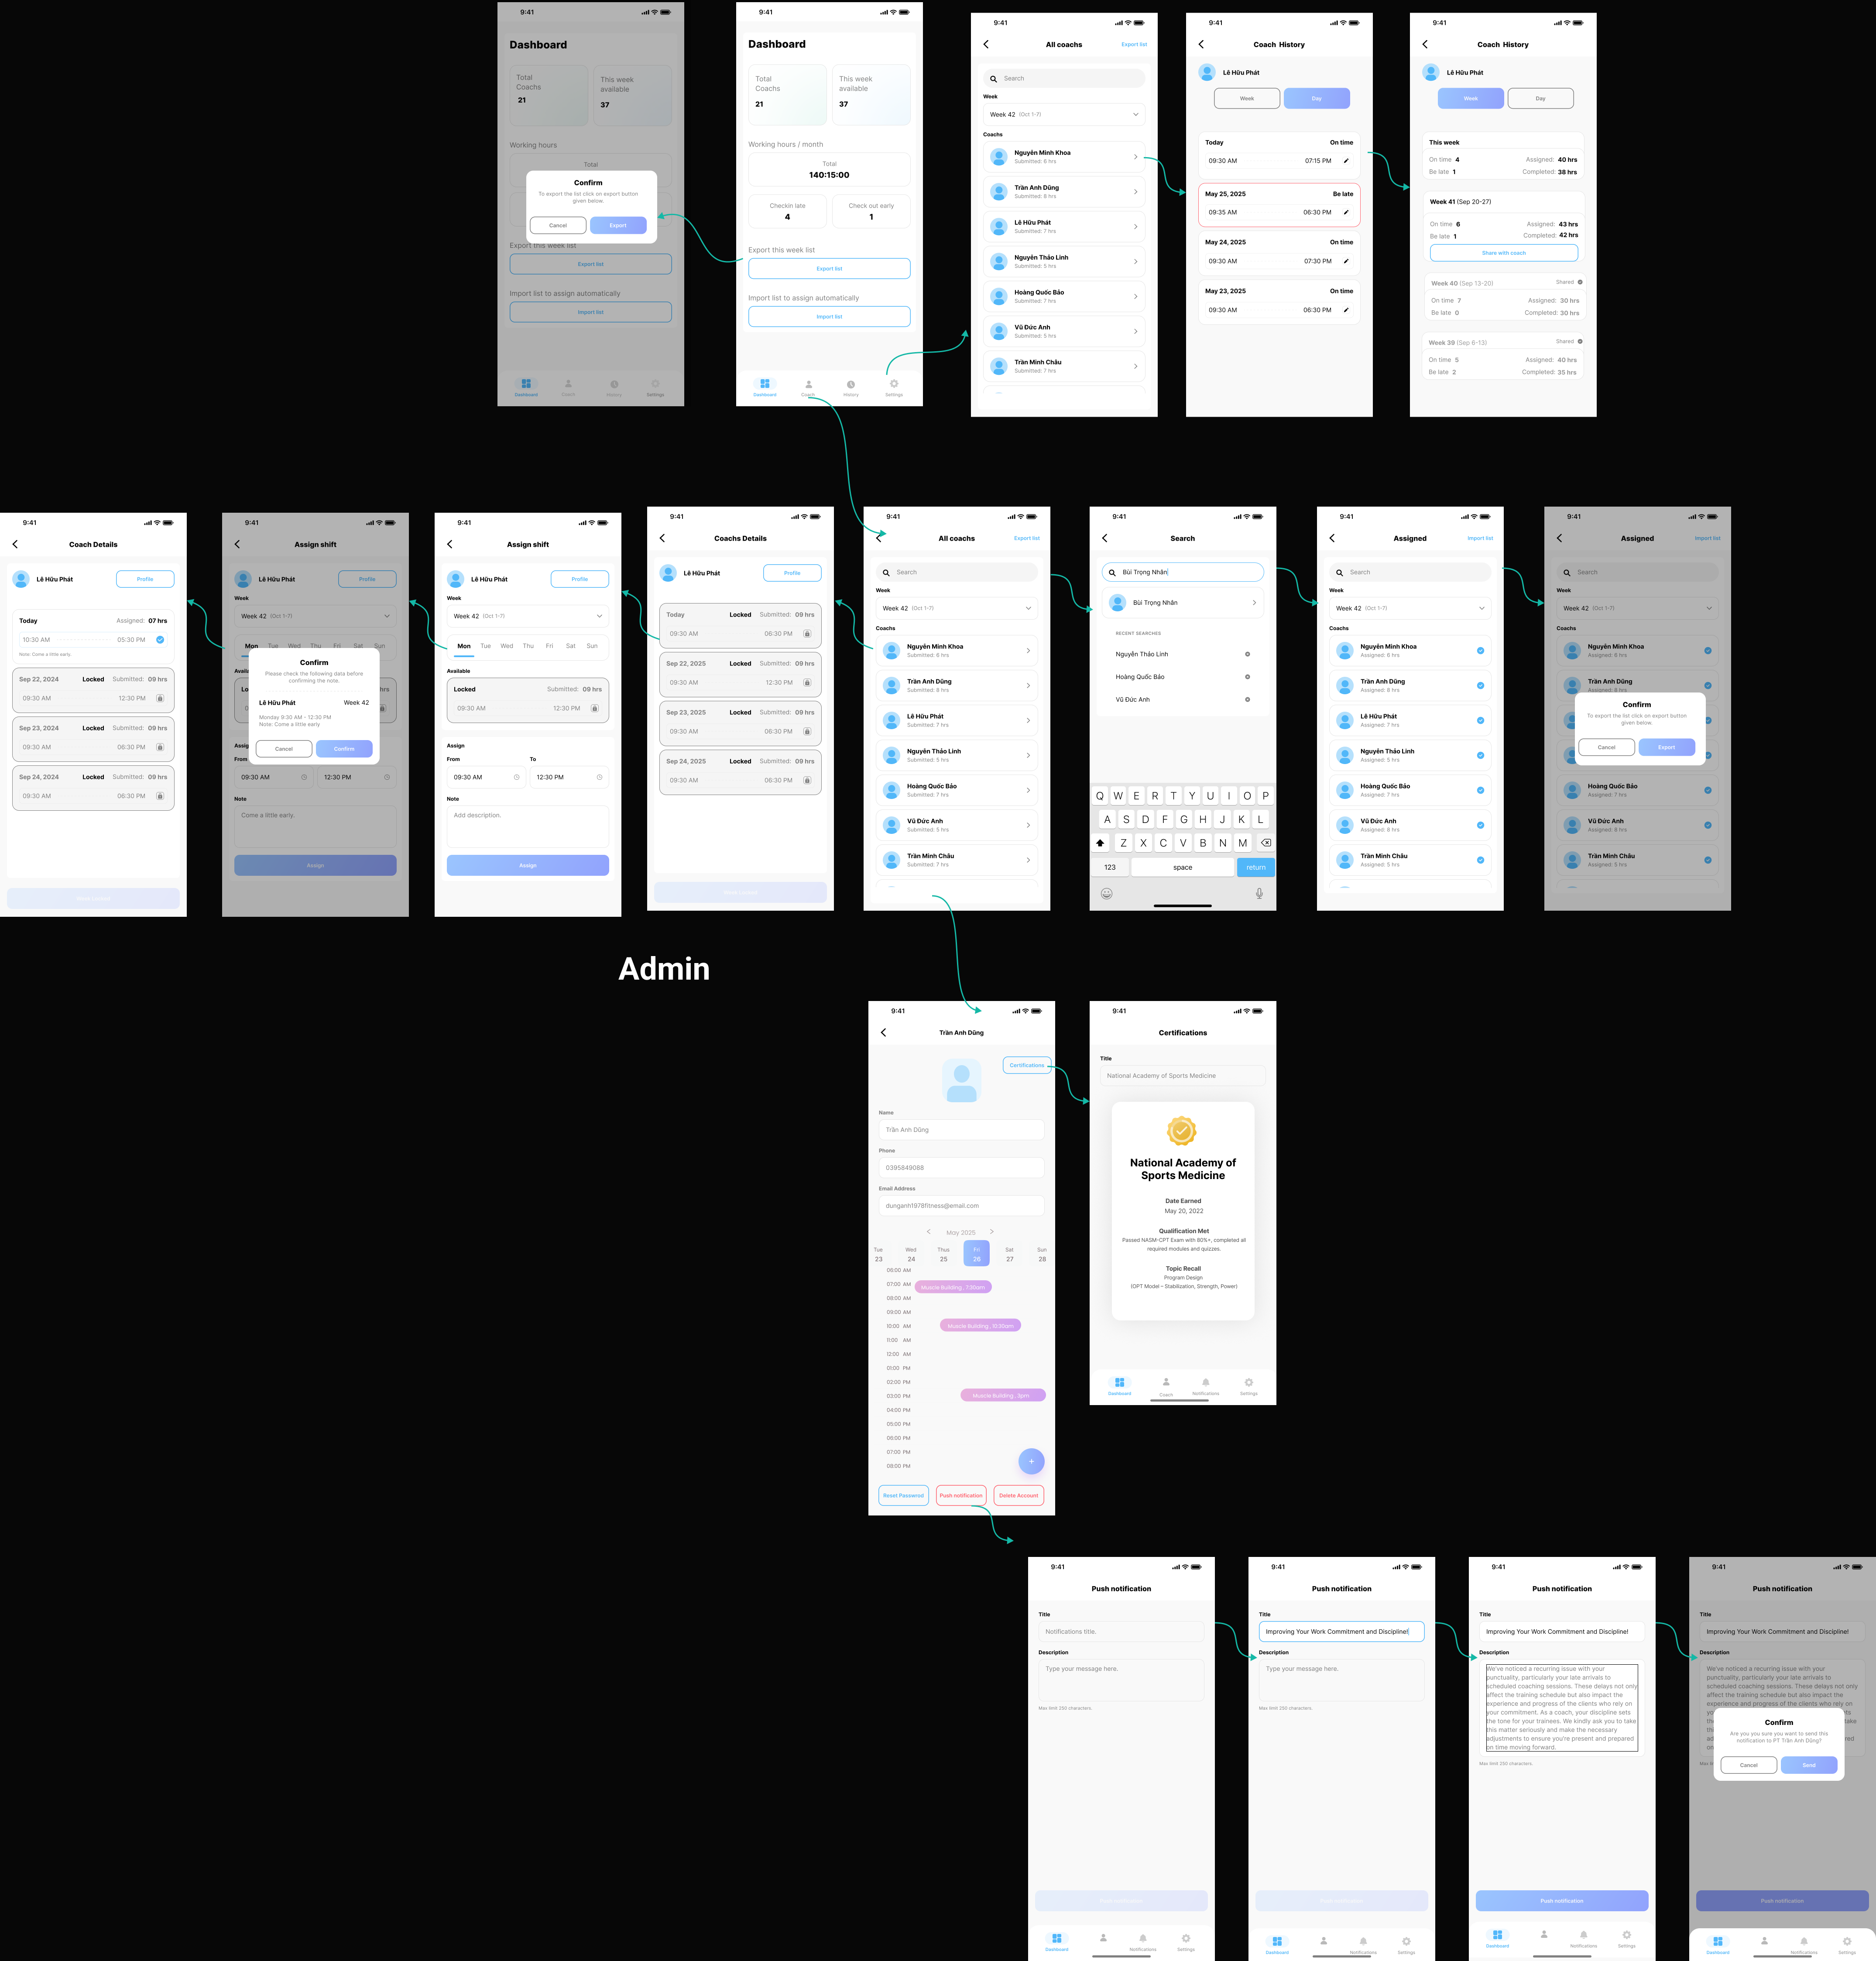 9:41
Dashboard
Total
Coachs
21
This week
available
37
Working hours
Total
Confirm
To export the list click on export button
given below.
Cancel
Export
Export this week list
Export list
Import list to assign automatically
Import list
Dashboard
Coach
History
Settings
9:41
Dashboard
Total
Coachs
21
This week
available
37
Working hours / month
Total
140:15:00
Checkin late
4
Check out early
1
Export this week list
Export list
Import list to assign automatically
Import list
Dashboard
Coach
History
Settings
9:41
All coachs
Export list
Search
Week
Week 42 (Oct 1-7)
Coachs
Nguyễn Minh Khoa
Submitted: 6 hrs
Trần Anh Dũng
Submitted: 8 hrs
Lê Hữu Phát
Submitted: 7 hrs
Nguyễn Thảo Linh
Submitted: 5 hrs
Hoàng Quốc Bảo
Submitted: 7 hrs
Vũ Đức Anh
Submitted: 5 hrs
Trần Minh Châu
Submitted: 7 hrs
9:41
Coach History
Lê Hữu Phát
Week
Day
Today
On time
09:30 AM
07:15 PM
May 25, 2025
Be late
09:35 AM
06:30 PM
May 24, 2025
On time
09:30 AM
07:30 PM
May 23, 2025
On time
09:30 AM
06:30 PM
9:41
Coach History
Lê Hữu Phát
Week
Day
This week
On time 4
Assigned: 40 hrs
Be late 1
Completed: 38 hrs
Week 41 (Sep 20-27)
On time 6
Assigned: 43 hrs
Be late 1
Completed: 42 hrs
Share with coach
Week 40 (Sep 13-20)
Shared
On time 7
Assigned: 30 hrs
Be late 0
Completed: 30 hrs
Week 39 (Sep 6-13)
Shared
On time 5
Assigned: 40 hrs
Be late 2
Completed: 35 hrs
9:41
Coach Details
Lê Hữu Phát
Profile
Today
Assigned: 07 hrs
10:30 AM
05:30 PM
Note: Come a little early.
Sep 22, 2024
Locked
Submitted: 09 hrs
09:30 AM
12:30 PM
Sep 23, 2024
Locked
Submitted: 09 hrs
09:30 AM
06:30 PM
Sep 24, 2024
Locked
Submitted: 09 hrs
09:30 AM
06:30 PM
9:41
Assign shift
Lê Hữu Phát
Profile
Week
Week 42 (Oct 1-7)
Mon Tue Wed Thu Fri Sat Sun
Confirm
Please check the following data before
confirming the note.
Lê Hữu Phát
Week 42
Monday 9:30 AM - 12:30 PM
Note: Come a little early
Cancel
Confirm
From
09:30 AM
12:30 PM
Note
Come a little early.
Assign
9:41
Assign shift
Lê Hữu Phát
Profile
Week
Week 42 (Oct 1-7)
Mon Tue Wed Thu Fri Sat Sun
Available
Locked
Submitted: 09 hrs
09:30 AM
12:30 PM
Assign
From
To
09:30 AM
12:30 PM
Note
Add description.
Assign
9:41
Coachs Details
Lê Hữu Phát
Profile
Today
Locked
Submitted: 09 hrs
09:30 AM
06:30 PM
Sep 22, 2025
Locked
Submitted: 09 hrs
09:30 AM
12:30 PM
Sep 23, 2025
Locked
Submitted: 09 hrs
09:30 AM
06:30 PM
Sep 24, 2025
Locked
Submitted: 09 hrs
09:30 AM
06:30 PM
9:41
All coachs
Export list
Search
Week
Week 42 (Oct 1-7)
Coachs
Nguyễn Minh Khoa
Submitted: 6 hrs
Trần Anh Dũng
Submitted: 8 hrs
Lê Hữu Phát
Submitted: 7 hrs
Nguyễn Thảo Linh
Submitted: 5 hrs
Hoàng Quốc Bảo
Submitted: 7 hrs
Vũ Đức Anh
Submitted: 5 hrs
Trần Minh Châu
Submitted: 7 hrs
9:41
Search
Bùi Trọng Nhân
Bùi Trọng Nhân
RECENT SEARCHES
Nguyễn Thảo Linh
Hoàng Quốc Bảo
Vũ Đức Anh
Q W E R T Y U I O P
A S D F G H J K L
Z X C V B N M
123
space
return
9:41
Assigned
Import list
Search
Week
Week 42 (Oct 1-7)
Coachs
Nguyễn Minh Khoa
Assigned: 6 hrs
Trần Anh Dũng
Assigned: 8 hrs
Lê Hữu Phát
Assigned: 7 hrs
Nguyễn Thảo Linh
Assigned: 5 hrs
Hoàng Quốc Bảo
Assigned: 7 hrs
Vũ Đức Anh
Assigned: 8 hrs
Trần Minh Châu
Assigned: 5 hrs
9:41
Assigned
Import list
Search
Week
Week 42 (Oct 1-7)
Coachs
Nguyễn Minh Khoa
Assigned: 6 hrs
Trần Anh Dũng
Assigned: 8 hrs
Lê Hữu Phát
Assigned: 7 hrs
Confirm
To export the list click on export button
given below.
Cancel
Export
Nguyễn Thảo Linh
Assigned: 5 hrs
Hoàng Quốc Bảo
Assigned: 7 hrs
Vũ Đức Anh
Assigned: 8 hrs
Trần Minh Châu
Assigned: 5 hrs
Admin
9:41
Trần Anh Dũng
Certifications
Name
Trần Anh Dũng
Phone
0395849088
Email Address
dunganh1978fitness@email.com
May 2025
Tue Wed Thus Fri Sat Sun
23 24 25 26 27 28
06:00 AM
07:00 AM
Muscle Building , 7:30am
08:00 AM
09:00 AM
10:00 AM
Muscle Building , 10:30am
11:00 AM
12:00 AM
01:00 PM
02:00 PM
03:00 PM
Muscle Building , 3pm
04:00 PM
05:00 PM
06:00 PM
07:00 PM
08:00 PM
+
Reset Passwrod
Push notification
Delete Account
9:41
Certifications
Title
National Academy of Sports Medicine
National Academy of
Sports Medicine
Date Earned
May 20, 2022
Qualification Met
Passed NASM-CPT Exam with 80%+, completed all
required modules and quizzes.
Topic Recall
Program Design
(OPT Model – Stabilization, Strength, Power)
Dashboard
Coach
Notifications
Settings
9:41
Push notification
Title
Notifications title.
Description
Type your message here.
Max limit 250 characters.
Dashboard
Notifications
Settings
9:41
Push notification
Title
Improving Your Work Commitment and Discipline!
Description
Type your message here.
Max limit 250 characters.
Dashboard
Notifications
Settings
9:41
Push notification
Title
Improving Your Work Commitment and Discipline!
Description
We've noticed a recurring issue with your
punctuality, particularly your late arrivals to
scheduled coaching sessions. These delays not only
affect the training schedule but also impact the
experience and progress of the clients who rely on
your commitment. As a coach, your discipline sets
the tone for your trainees. We kindly ask you to take
this matter seriously and make the necessary
adjustments to ensure you're present and prepared
on time moving forward.
Max limit 250 characters.
Push notification
Dashboard
Notifications
Settings
9:41
Push notification
Title
Improving Your Work Commitment and Discipline!
Description
We've noticed a recurring issue with your
punctuality, particularly your late arrivals to
scheduled coaching sessions. These delays not only
affect the training schedule but also impact the
experience and progress of the clients who rely on
Confirm
Are you you sure you want to send this
notification to PT Trần Anh Dũng?
Cancel
Send
Push notification
Dashboard
Notifications
Settings